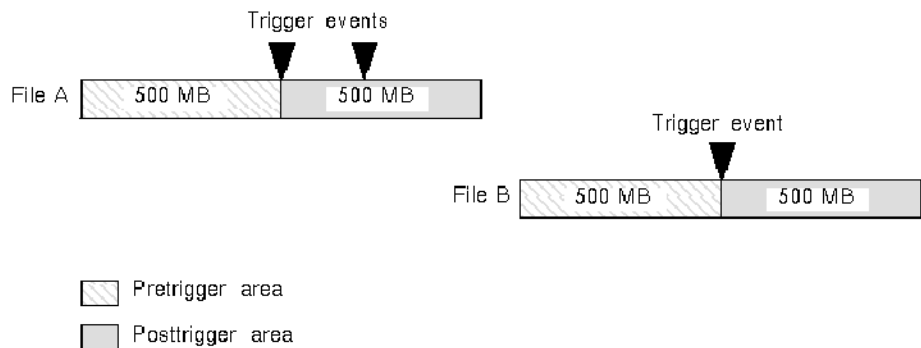 Trigger events
File A 500 MB 500 MB
Trigger event
File B 500 MB 500 MB
Pretrigger area
Posttrigger area